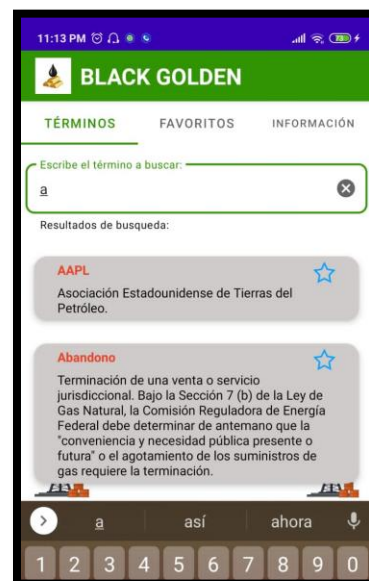 11:13 PM
73
BLACK GOLDEN
TÉRMINOS FAVORITOS INFORMACIÓN
Escribe el término a buscar:
a
Resultados de busqueda:
AAPL
Asociación Estadounidense de Tierras del
Petróleo.
Abandono
Terminación de una venta o servicio
jurisdiccional. Bajo la Sección 7 (b) de la Ley de
Gas Natural, la Comisión Reguladora de Energía
Federal debe determinar de antemano que la
"conveniencia y necesidad pública presente o
futura" o el agotamiento de los suministros de
gas requiere la terminación.
a así ahora
1 2 3 4 5 6 7 8 9 0